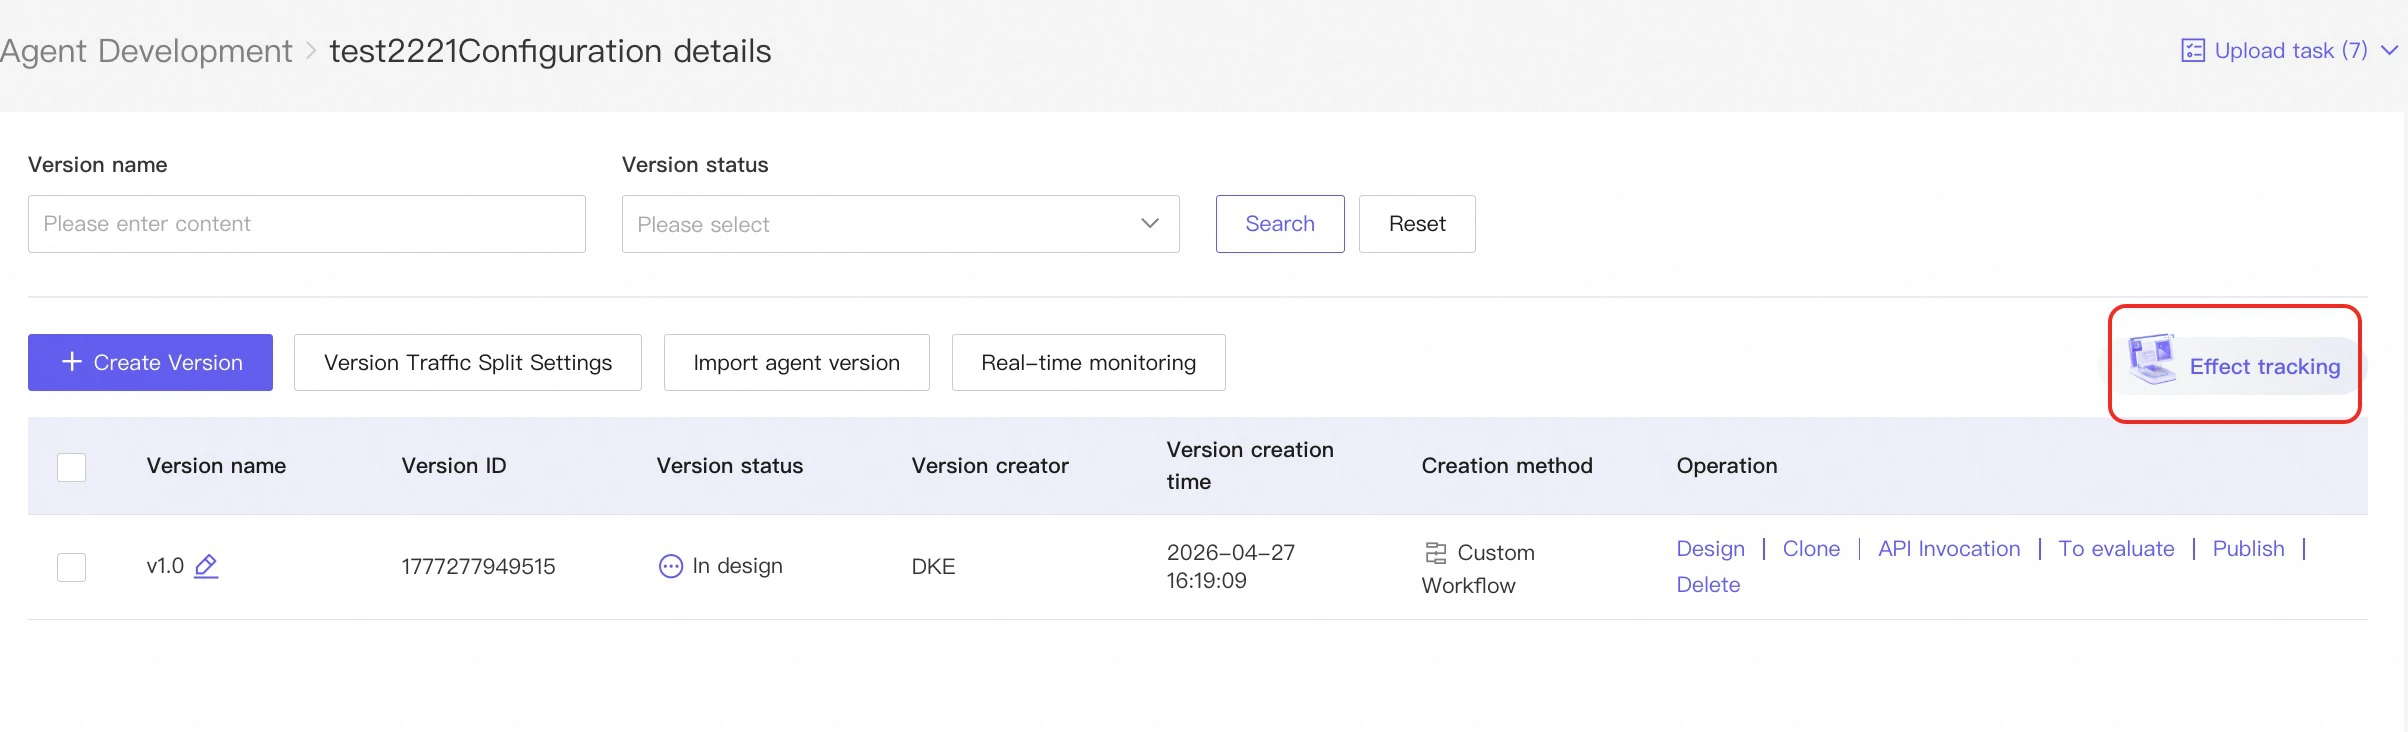 Agent Development > test2221Configuration details
Upload task (7)
Version name
Version status
Please enter content
Please select
Search
Reset
+ Create Version
Version Traffic Split Settings
Import agent version
Real-time monitoring
Effect tracking
Version name
Version ID
Version status
Version creator
Version creation
time
Creation method
Operation
v1.0
1777277949515
In design
DKE
2026-04-27
16:19:09
Custom
Workflow
Design | Clone | API Invocation | To evaluate | Publish |
Delete